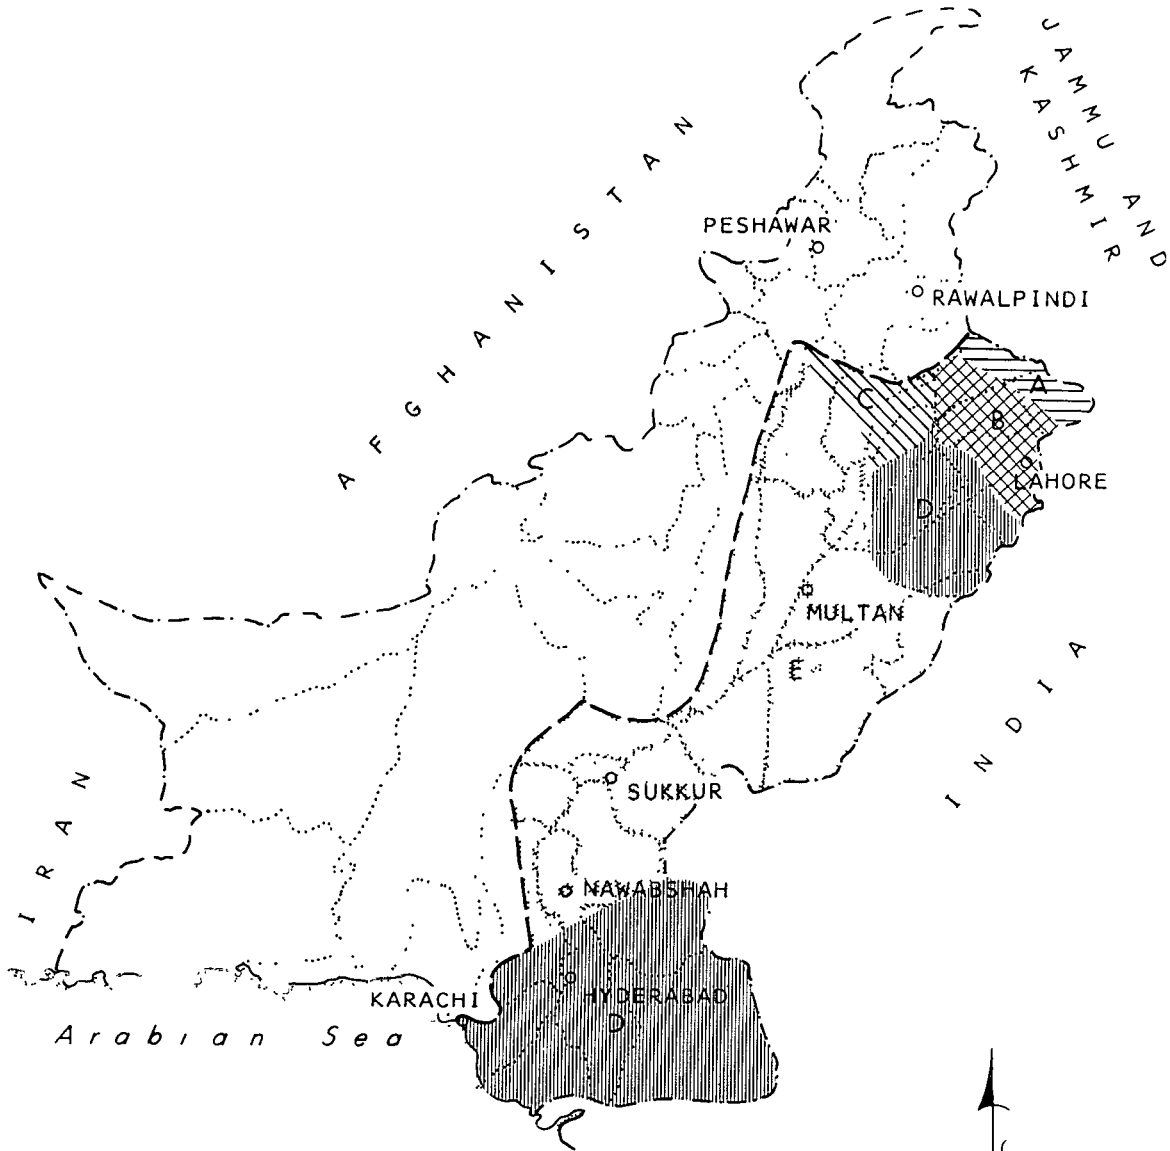 JAMMU AND
KASHMIR
AFGHANISTAN
PESHAWAR
RAWALPINDI
A
C
B
LAHORE
D
MULTAN
E
INDIA
IRAN
SUKKUR
NAWABSHAH
KARACHI
HYDERABAD
D
Arabian Sea